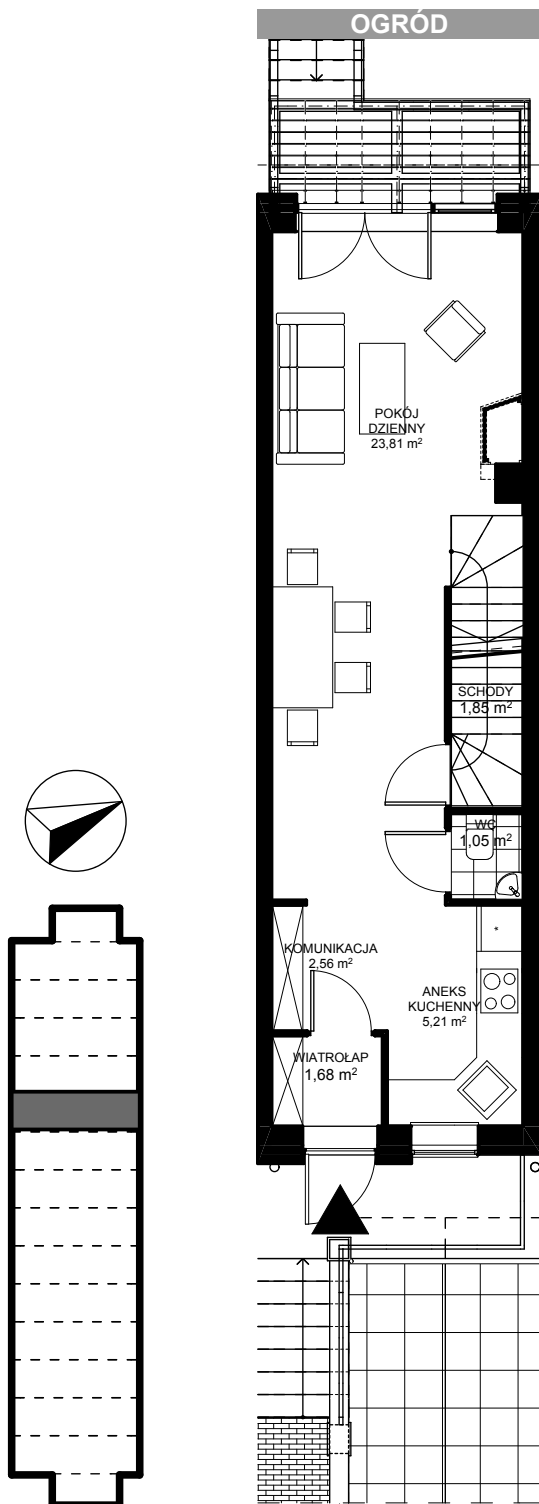 OGRÓD
POKÓJ
DZIENNY
23,81 m²
SCHODY
1,85 m²
WC
1,05 m²
KOMUNIKACJA
2,56 m²
ANEKS
KUCHENNY
5,21 m²
WIATROŁAP
1,68 m²